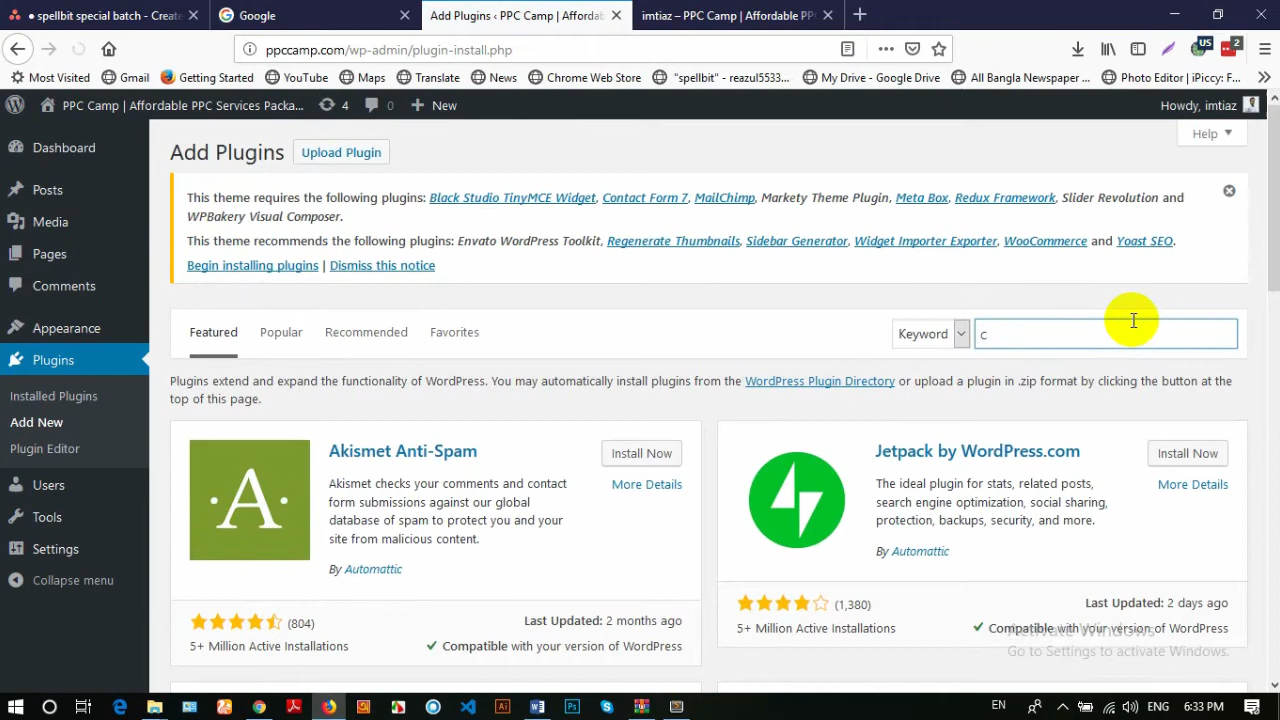 spellbit special batch - Create
Google
Add Plugins ‹ PPC Camp | Affordab
imtiaz – PPC Camp | Affordable PP
ppccamp.com/wp-admin/plugin-install.php
US
2
Most Visited
Gmail
Getting Started
YouTube
Maps
Translate
News
Chrome Web Store
"spellbit" - reazul5533...
My Drive - Google Drive
All Bangla Newspaper ...
Photo Editor | iPiccy: F...
PPC Camp | Affordable PPC Services Packa...
4
0
New
Howdy, imtiaz
Dashboard
Posts
Media
Pages
Comments
Appearance
Plugins
Installed Plugins
Add New
Plugin Editor
Users
Tools
Settings
Collapse menu
Help
Add Plugins
Upload Plugin
This theme requires the following plugins: Black Studio TinyMCE Widget, Contact Form 7, MailChimp, Markety Theme Plugin, Meta Box, Redux Framework, Slider Revolution and
WPBakery Visual Composer.
This theme recommends the following plugins: Envato WordPress Toolkit, Regenerate Thumbnails, Sidebar Generator, Widget Importer Exporter, WooCommerce and Yoast SEO.
Begin installing plugins | Dismiss this notice
Featured
Popular
Recommended
Favorites
Keyword
c
Plugins extend and expand the functionality of WordPress. You may automatically install plugins from the WordPress Plugin Directory or upload a plugin in .zip format by clicking the button at the
top of this page.
·A·
Akismet Anti-Spam
Install Now
More Details
Akismet checks your comments and contact
form submissions against our global
database of spam to protect you and your
site from malicious content.
By Automattic
(804)
5+ Million Active Installations
Last Updated: 2 months ago
Compatible with your version of WordPress
Jetpack by WordPress.com
Install Now
More Details
The ideal plugin for stats, related posts,
search engine optimization, social sharing,
protection, backups, security, and more.
By Automattic
(1,380)
5+ Million Active Installations
Last Updated: 2 days ago
Compatible with your version of WordPress
Activate Windows
Go to Settings to activate Windows.
EN
ENG
6:33 PM